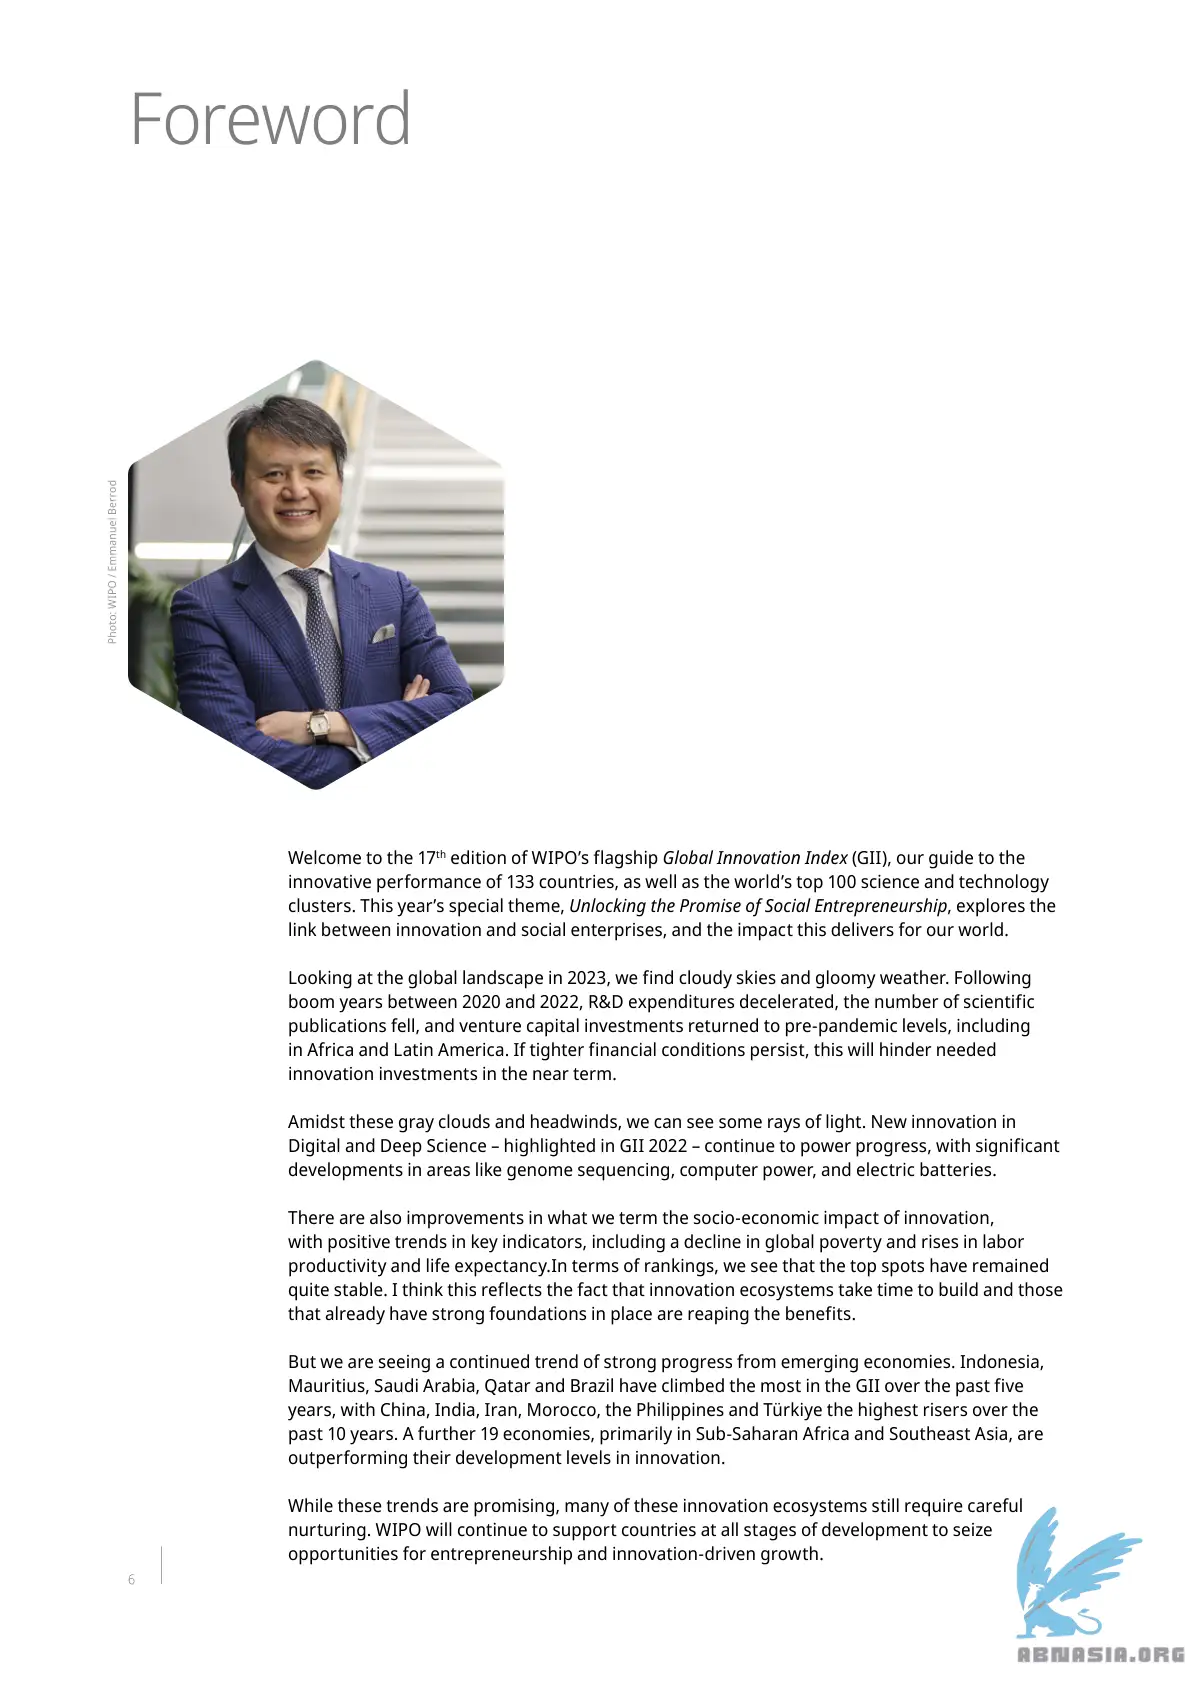 Foreword
Photo: WIPO / Emmanuel Berrod
Welcome to the 17th edition of WIPO’s flagship Global Innovation Index (GII), our guide to the
innovative performance of 133 countries, as well as the world’s top 100 science and technology
clusters. This year’s special theme, Unlocking the Promise of Social Entrepreneurship, explores the
link between innovation and social enterprises, and the impact this delivers for our world.
Looking at the global landscape in 2023, we find cloudy skies and gloomy weather. Following
boom years between 2020 and 2022, R&D expenditures decelerated, the number of scientific
publications fell, and venture capital investments returned to pre-pandemic levels, including
in Africa and Latin America. If tighter financial conditions persist, this will hinder needed
innovation investments in the near term.
Amidst these gray clouds and headwinds, we can see some rays of light. New innovation in
Digital and Deep Science – highlighted in GII 2022 – continue to power progress, with significant
developments in areas like genome sequencing, computer power, and electric batteries.
There are also improvements in what we term the socio-economic impact of innovation,
with positive trends in key indicators, including a decline in global poverty and rises in labor
productivity and life expectancy.In terms of rankings, we see that the top spots have remained
quite stable. I think this reflects the fact that innovation ecosystems take time to build and those
that already have strong foundations in place are reaping the benefits.
But we are seeing a continued trend of strong progress from emerging economies. Indonesia,
Mauritius, Saudi Arabia, Qatar and Brazil have climbed the most in the GII over the past five
years, with China, India, Iran, Morocco, the Philippines and Türkiye the highest risers over the
past 10 years. A further 19 economies, primarily in Sub-Saharan Africa and Southeast Asia, are
outperforming their development levels in innovation.
While these trends are promising, many of these innovation ecosystems still require careful
nurturing. WIPO will continue to support countries at all stages of development to seize
opportunities for entrepreneurship and innovation-driven growth.
6
ABNASIA.ORG